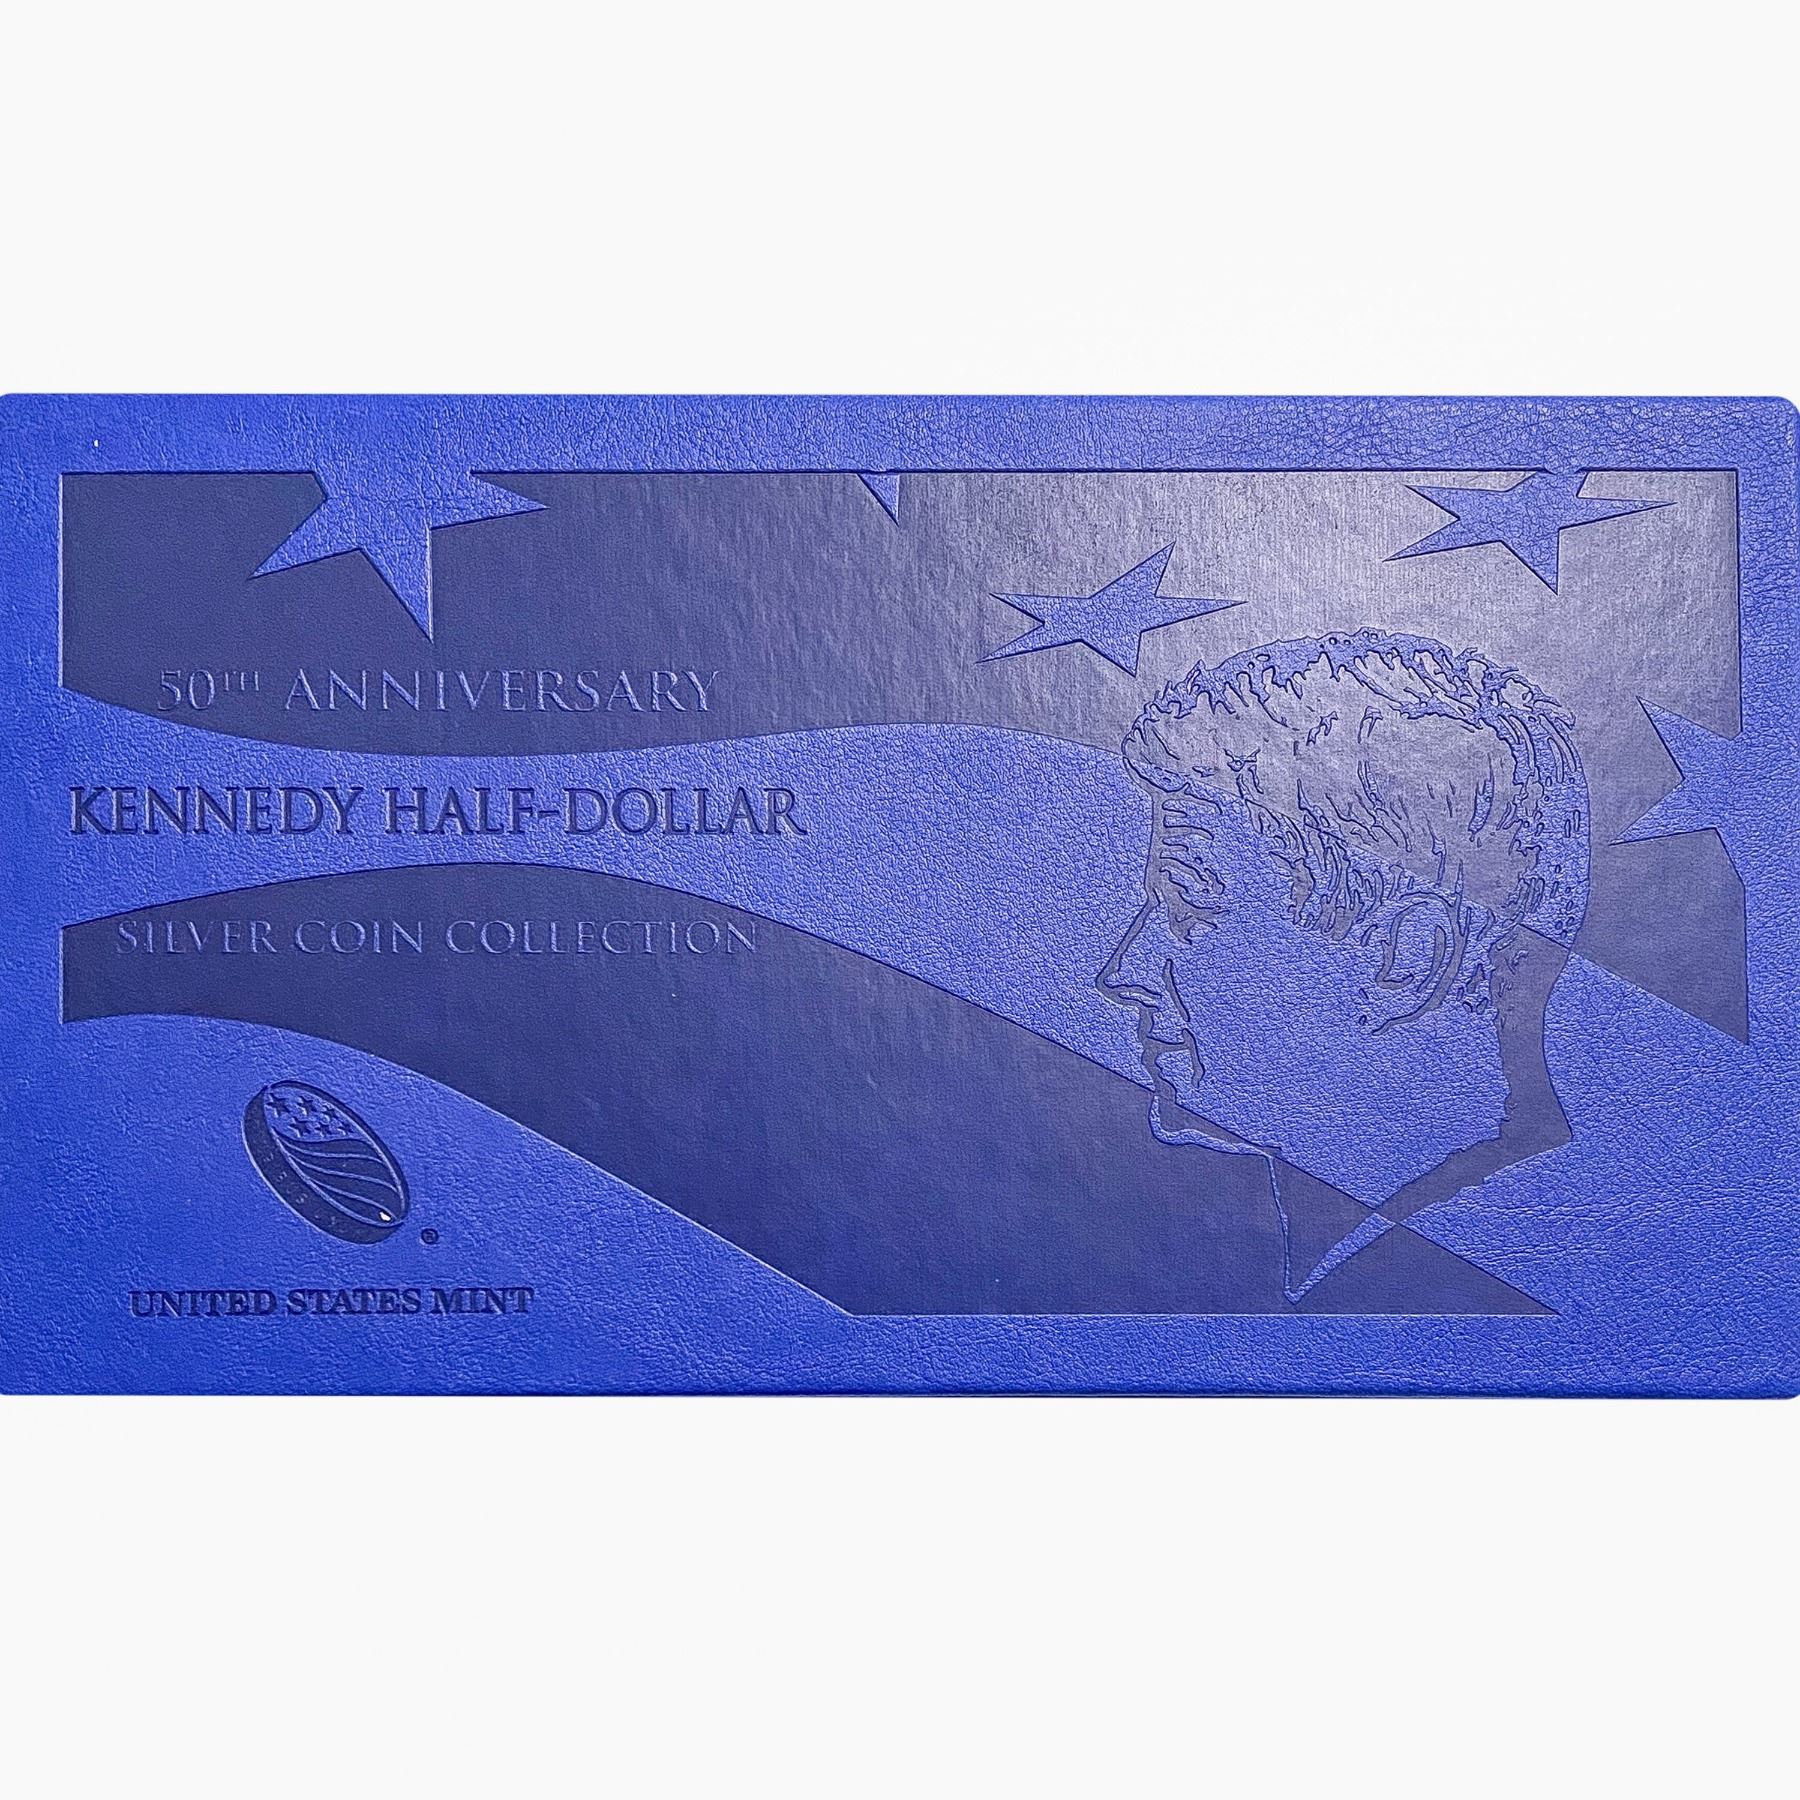 50TH ANNIVERSARY
KENNEDY HALF-DOLLAR
SILVER COIN COLLECTION
®
UNITED STATES MINT